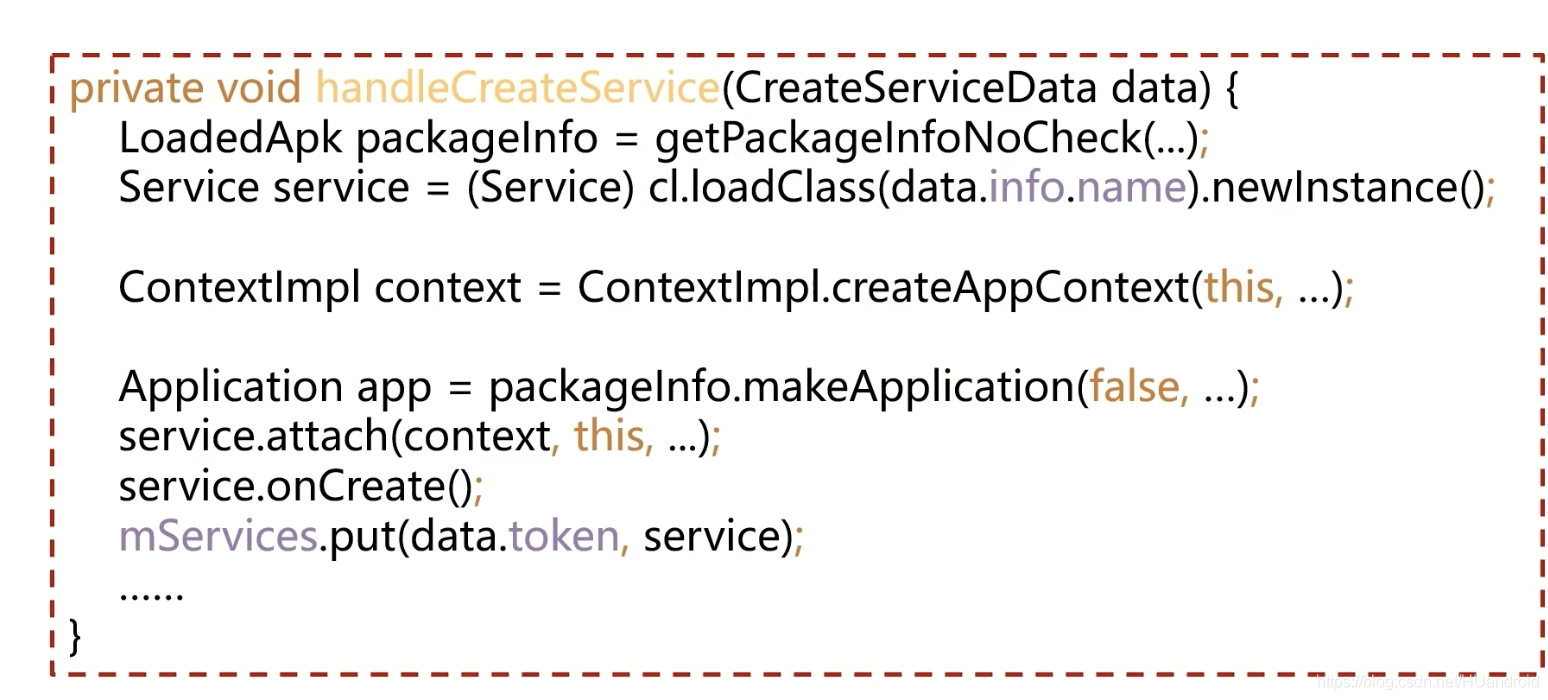 private void handleCreateService(CreateServiceData data) {
LoadedApk packageInfo = getPackageInfoNoCheck(...);
Service service = (Service) cl.loadClass(data.info.name).newInstance();
ContextImpl context = ContextImpl.createAppContext(this, ...);
Application app = packageInfo.makeApplication(false, ...);
service.attach(context, this, ...);
service.onCreate();
mServices.put(data.token, service);
......
}
https://blog.csdn.net/HUandroid